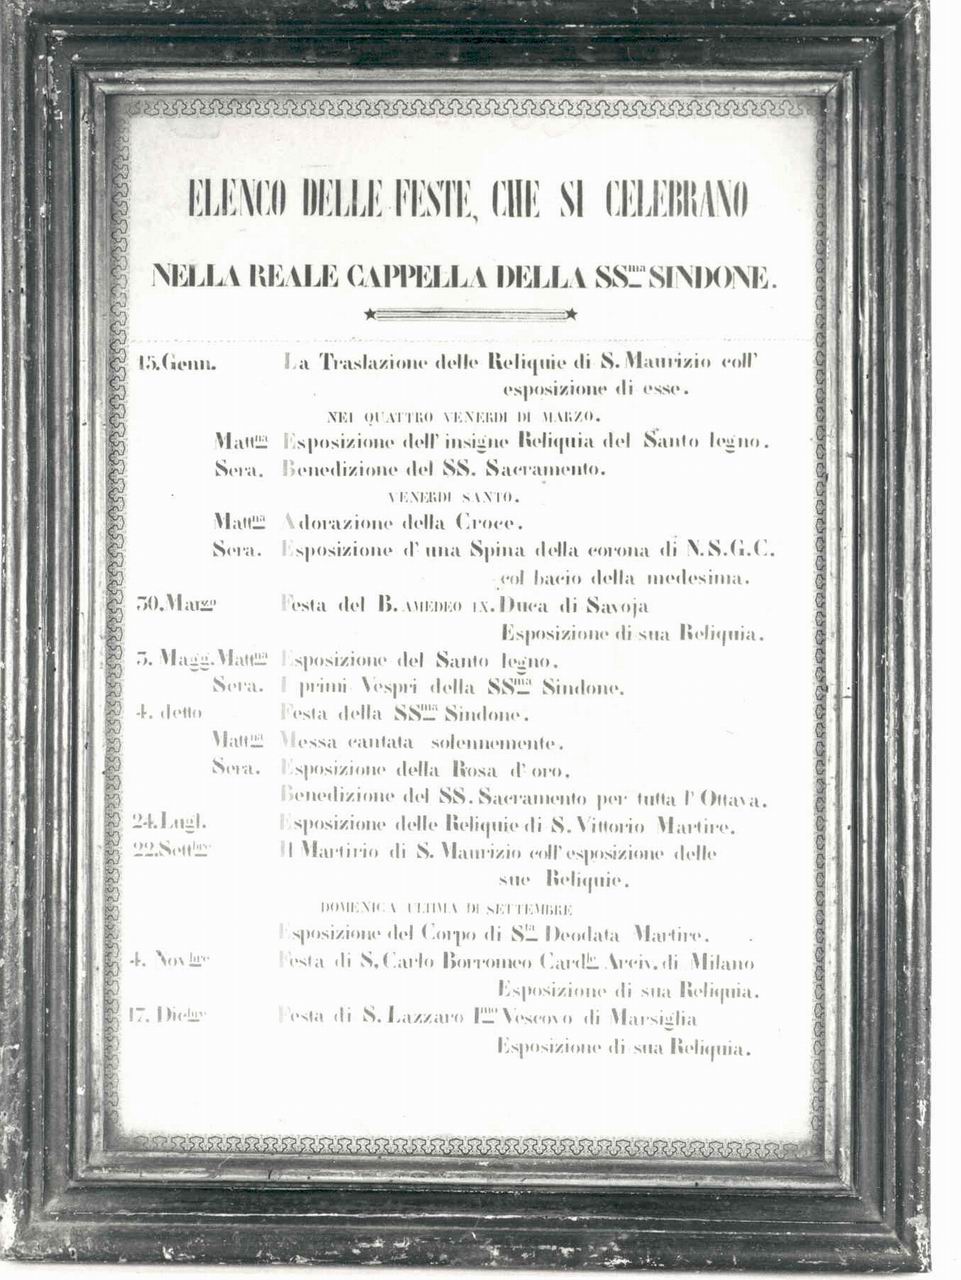 ELENCO DELLE FESTE, CHE SI CELEBRANO
NELLA REALE CAPPELLA DELLA SSma SINDONE.
15. Genn. La Traslazione delle Reliquie di S. Maurizio coll'
esposizione di esse.
NEI QUATTRO VENERDI DI MARZO.
Mattna Esposizione dell' insigne Reliquia del Santo legno.
Sera. Benedizione del SS. Sacramento.
VENERDI SANTO.
Mattna Adorazione della Croce.
Sera. Esposizione d' una Spina della corona di N.S.G.C.
col bacio della medesima.
30. Marzo Festa del B. AMEDEO IX. Duca di Savoja
Esposizione di sua Reliquia.
3. Magg. Mattna Esposizione del Santo legno.
Sera. I primi Vespri della SSma Sindone.
4. detto Festa della SSma Sindone.
Mattna Messa cantata solennemente.
Sera. Esposizione della Rosa d' oro.
Benedizione del SS. Sacramento per tutta l' Ottava.
24. Lugl. Esposizione delle Reliquie di S. Vittorio Martire.
22. Settbre Il Martirio di S. Maurizio coll' esposizione delle
sue Reliquie.
DOMENICA ULTIMA DI SETTEMBRE
Esposizione del Corpo di Sta Deodata Martire.
4. Novbre Festa di S. Carlo Borromeo Cardle Arciv. di Milano
Esposizione di sua Reliquia.
17. Dicbre Festa di S. Lazzaro Imo Vescovo di Marsiglia
Esposizione di sua Reliquia.